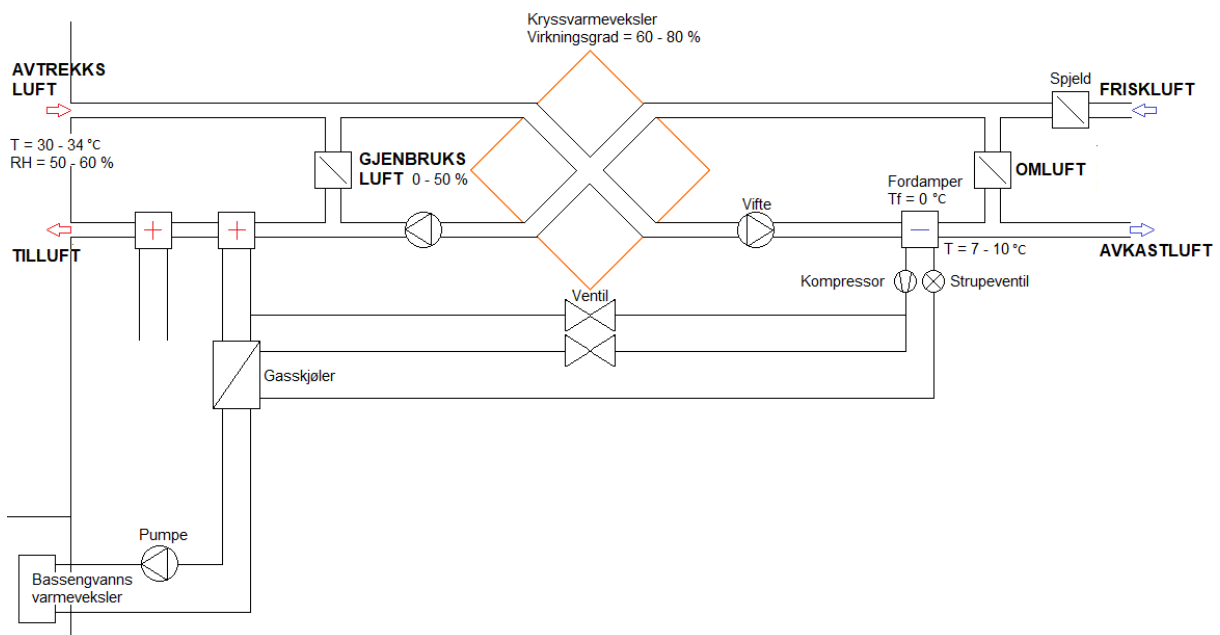 Kryssvarmeveksler
Virkningsgrad = 60 - 80 %
AVTREKKS
LUFT
Spjeld
FRISKLUFT
T = 30 - 34 °C
RH = 50 - 60 %
GJENBRUKS
LUFT 0 - 50 %
OMLUFT
Fordamper
Tf = 0 °C
Vifte
TILLUFT
T = 7 - 10 °C
AVKASTLUFT
Kompressor
Strupeventil
Ventil
Gasskjøler
Pumpe
Bassengvanns
varmeveksler